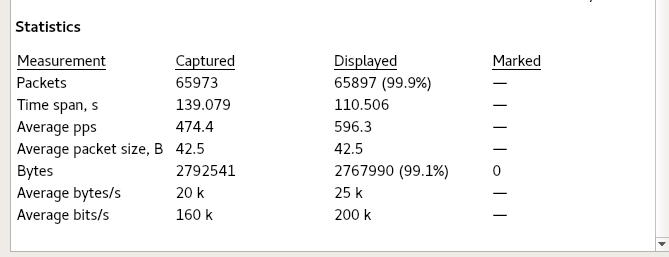 Statistics
Measurement Captured Displayed Marked
Packets 65973 65897 (99.9%) —
Time span, s 139.079 110.506 —
Average pps 474.4 596.3 —
Average packet size, B 42.5 42.5 —
Bytes 2792541 2767990 (99.1%) 0
Average bytes/s 20 k 25 k —
Average bits/s 160 k 200 k —